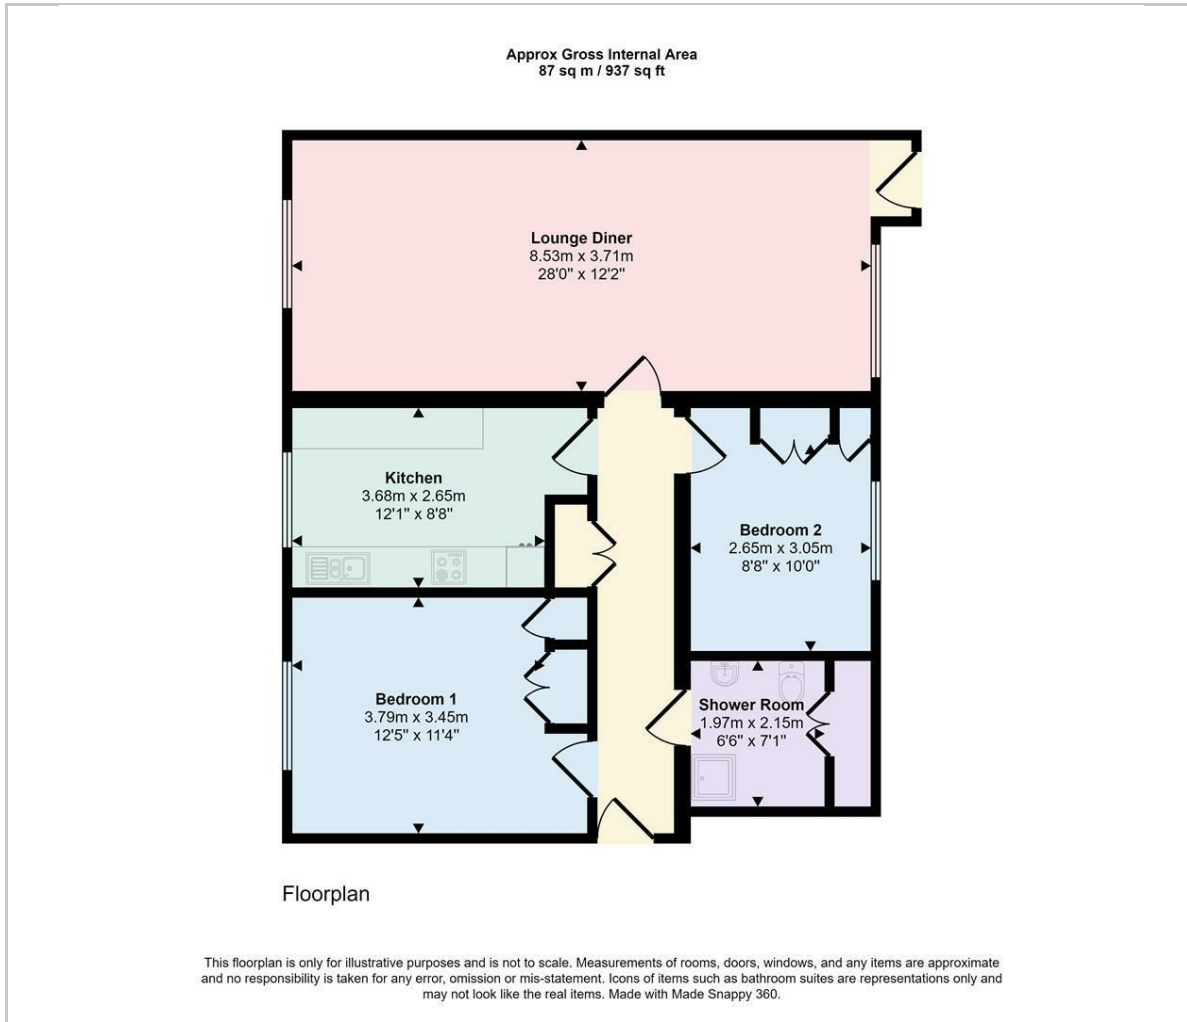 Approx Gross Internal Area
87 sq m / 937 sq ft
Lounge Diner
8.53m x 3.71m
28'0" x 12'2"
Kitchen
3.68m x 2.65m
12'1" x 8'8"
Bedroom 2
2.65m x 3.05m
8'8" x 10'0"
Bedroom 1
3.79m x 3.45m
12'5" x 11'4"
Shower Room
1.97m x 2.15m
6'6" x 7'1"
Floorplan
This floorplan is only for illustrative purposes and is not to scale. Measurements of rooms, doors, windows, and any items are approximate
and no responsibility is taken for any error, omission or mis-statement. Icons of items such as bathroom suites are representations only and
may not look like the real items. Made with Made Snappy 360.